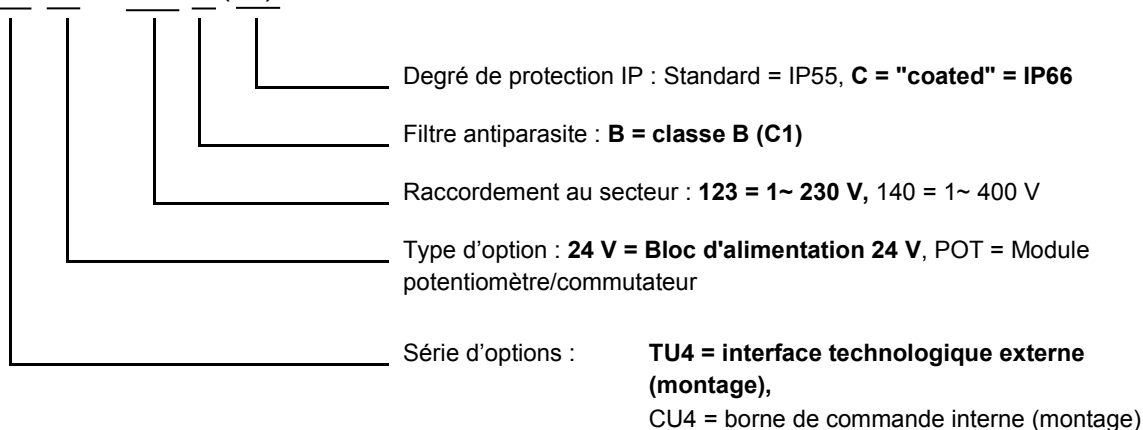 Degré de protection IP : Standard = IP55, C = "coated" = IP66
Filtre antiparasite : B = classe B (C1)
Raccordement au secteur : 123 = 1~ 230 V, 140 = 1~ 400 V
Type d’option : 24 V = Bloc d'alimentation 24 V, POT = Module
potentiomètre/commutateur
Série d’options : TU4 = interface technologique externe
(montage),
CU4 = borne de commande interne (montage)